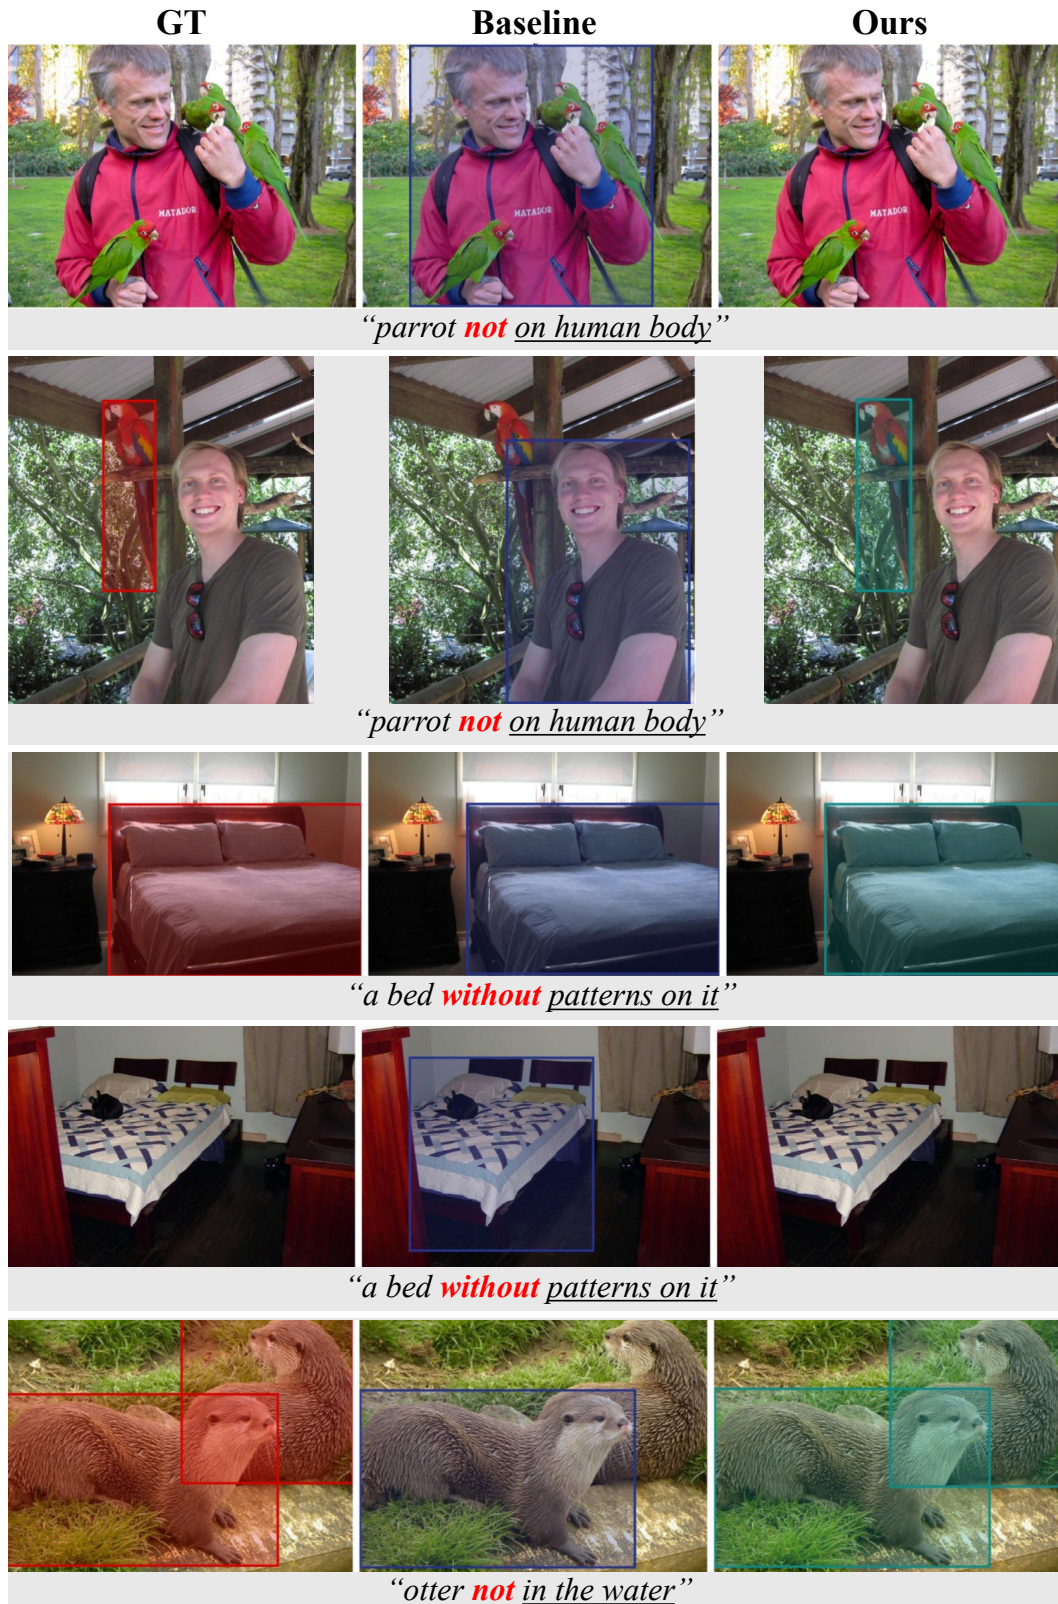 GT Baseline Ours
MATADOR MATADOR MATADOR
“parrot not on human body”
“parrot not on human body”
“a bed without patterns on it”
“a bed without patterns on it”
“otter not in the water”